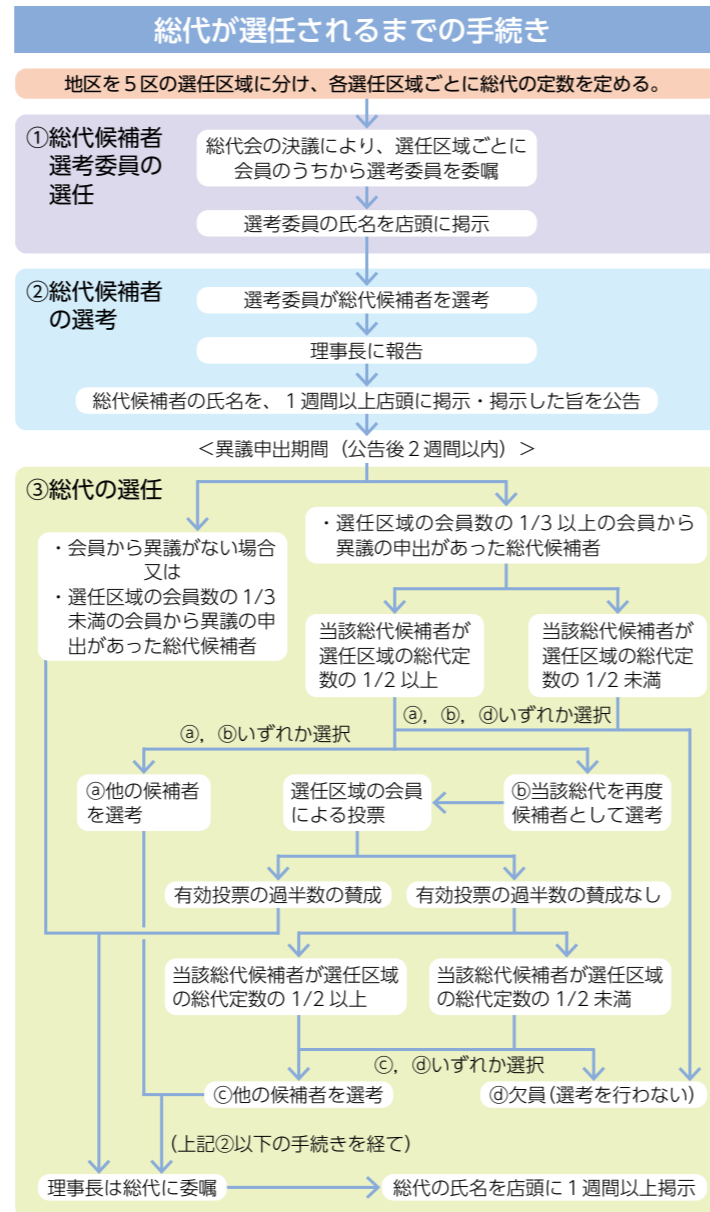 総代が選任されるまでの手続き
地区を5区の選任区域に分け、各選任区域ごとに総代の定数を定める。
①総代候補者
選考委員の
選任
総代会の決議により、選任区域ごとに
会員のうちから選考委員を委嘱
選考委員の氏名を店頭に掲示
②総代候補者
の選考
選考委員が総代候補者を選考
理事長に報告
総代候補者の氏名を、1週間以上店頭に掲示・掲示した旨を公告
＜異議申出期間（公告後2週間以内）＞
③総代の選任
・会員から異議がない場合
又は
・選任区域の会員数の1/3
未満の会員から異議の申
出があった総代候補者
・選任区域の会員数の1/3以上の会員から
異議の申出があった総代候補者
当該総代候補者が
選任区域の総代定
数の1/2以上
当該総代候補者が
選任区域の総代定
数の1/2未満
ⓐ，ⓑ，ⓓいずれか選択
ⓐ，ⓑいずれか選択
ⓐ他の候補者
を選考
選任区域の会員
による投票
ⓑ当該総代を再度
候補者として選考
有効投票の過半数の賛成
有効投票の過半数の賛成なし
当該総代候補者が選任区域
の総代定数の1/2以上
当該総代候補者が選任区域
の総代定数の1/2未満
ⓒ，ⓓいずれか選択
ⓒ他の候補者を選考
ⓓ欠員（選考を行わない）
（上記②以下の手続きを経て）
理事長は総代に委嘱
総代の氏名を店頭に1週間以上掲示